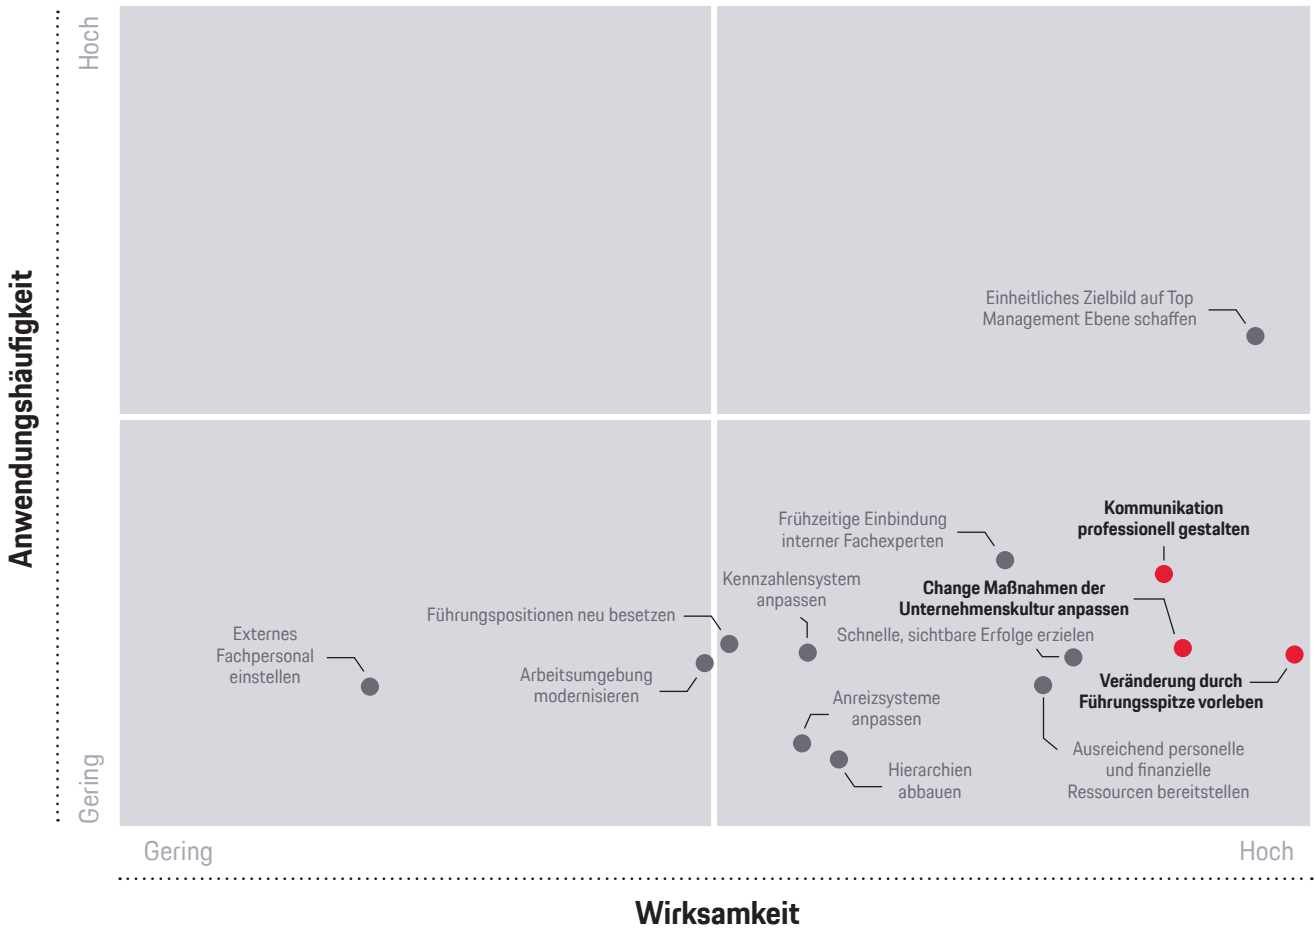 Hoch
Anwendungshäufigkeit
Gering
Einheitliches Zielbild auf Top
Management Ebene schaffen
Kommunikation
professionell gestalten
Frühzeitige Einbindung
interner Fachexperten
Kennzahlensystem
anpassen
Change Maßnahmen der
Unternehmenskultur anpassen
Führungspositionen neu besetzen
Schnelle, sichtbare Erfolge erzielen
Externes
Fachpersonal
einstellen
Arbeitsumgebung
modernisieren
Veränderung durch
Führungsspitze vorleben
Anreizsysteme
anpassen
Ausreichend personelle
und finanzielle
Ressourcen bereitstellen
Hierarchien
abbauen
Gering
Hoch
Wirksamkeit